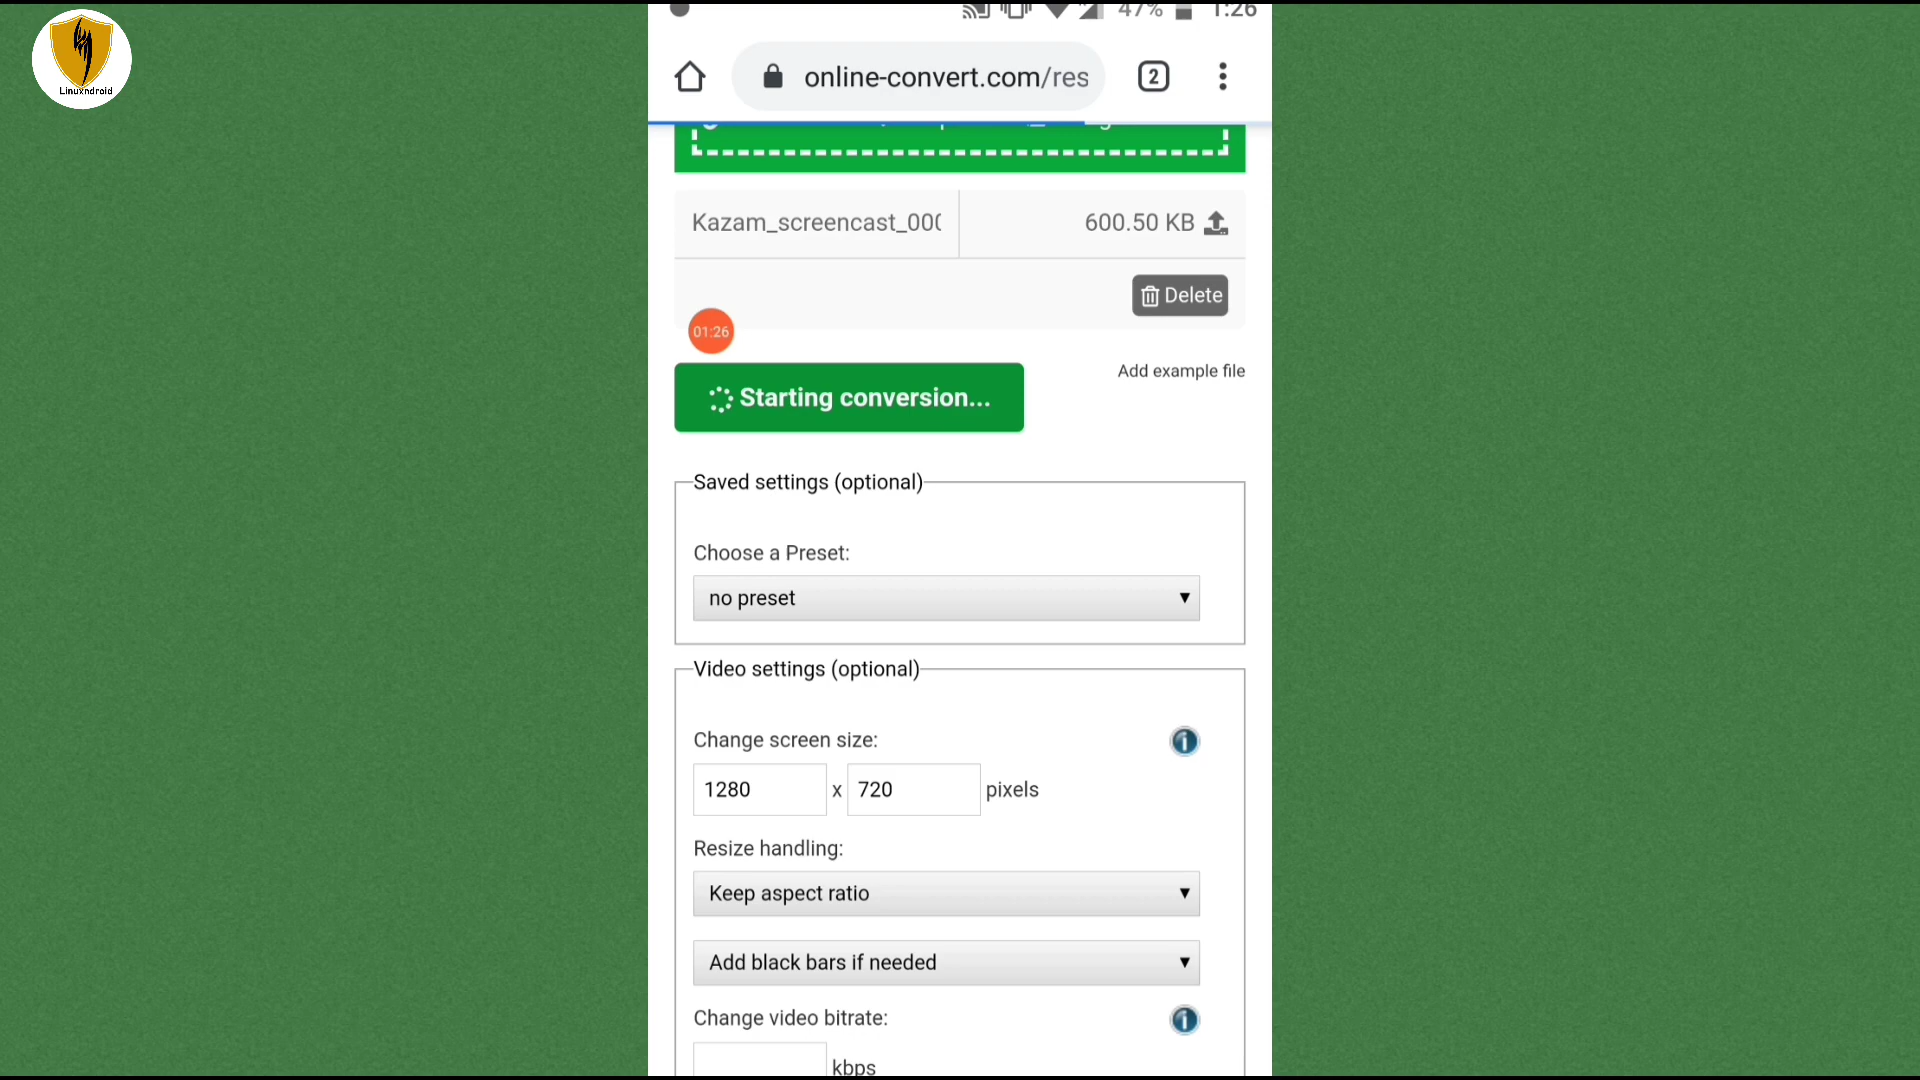 Linuxndroid
47% 1:26
online-convert.com/res
2
Kazam_screencast_000
600.50 KB
Delete
01:26
Starting conversion...
Add example file
Saved settings (optional)
Choose a Preset:
no preset
Video settings (optional)
Change screen size:
1280 x 720 pixels
Resize handling:
Keep aspect ratio
Add black bars if needed
Change video bitrate:
kbps